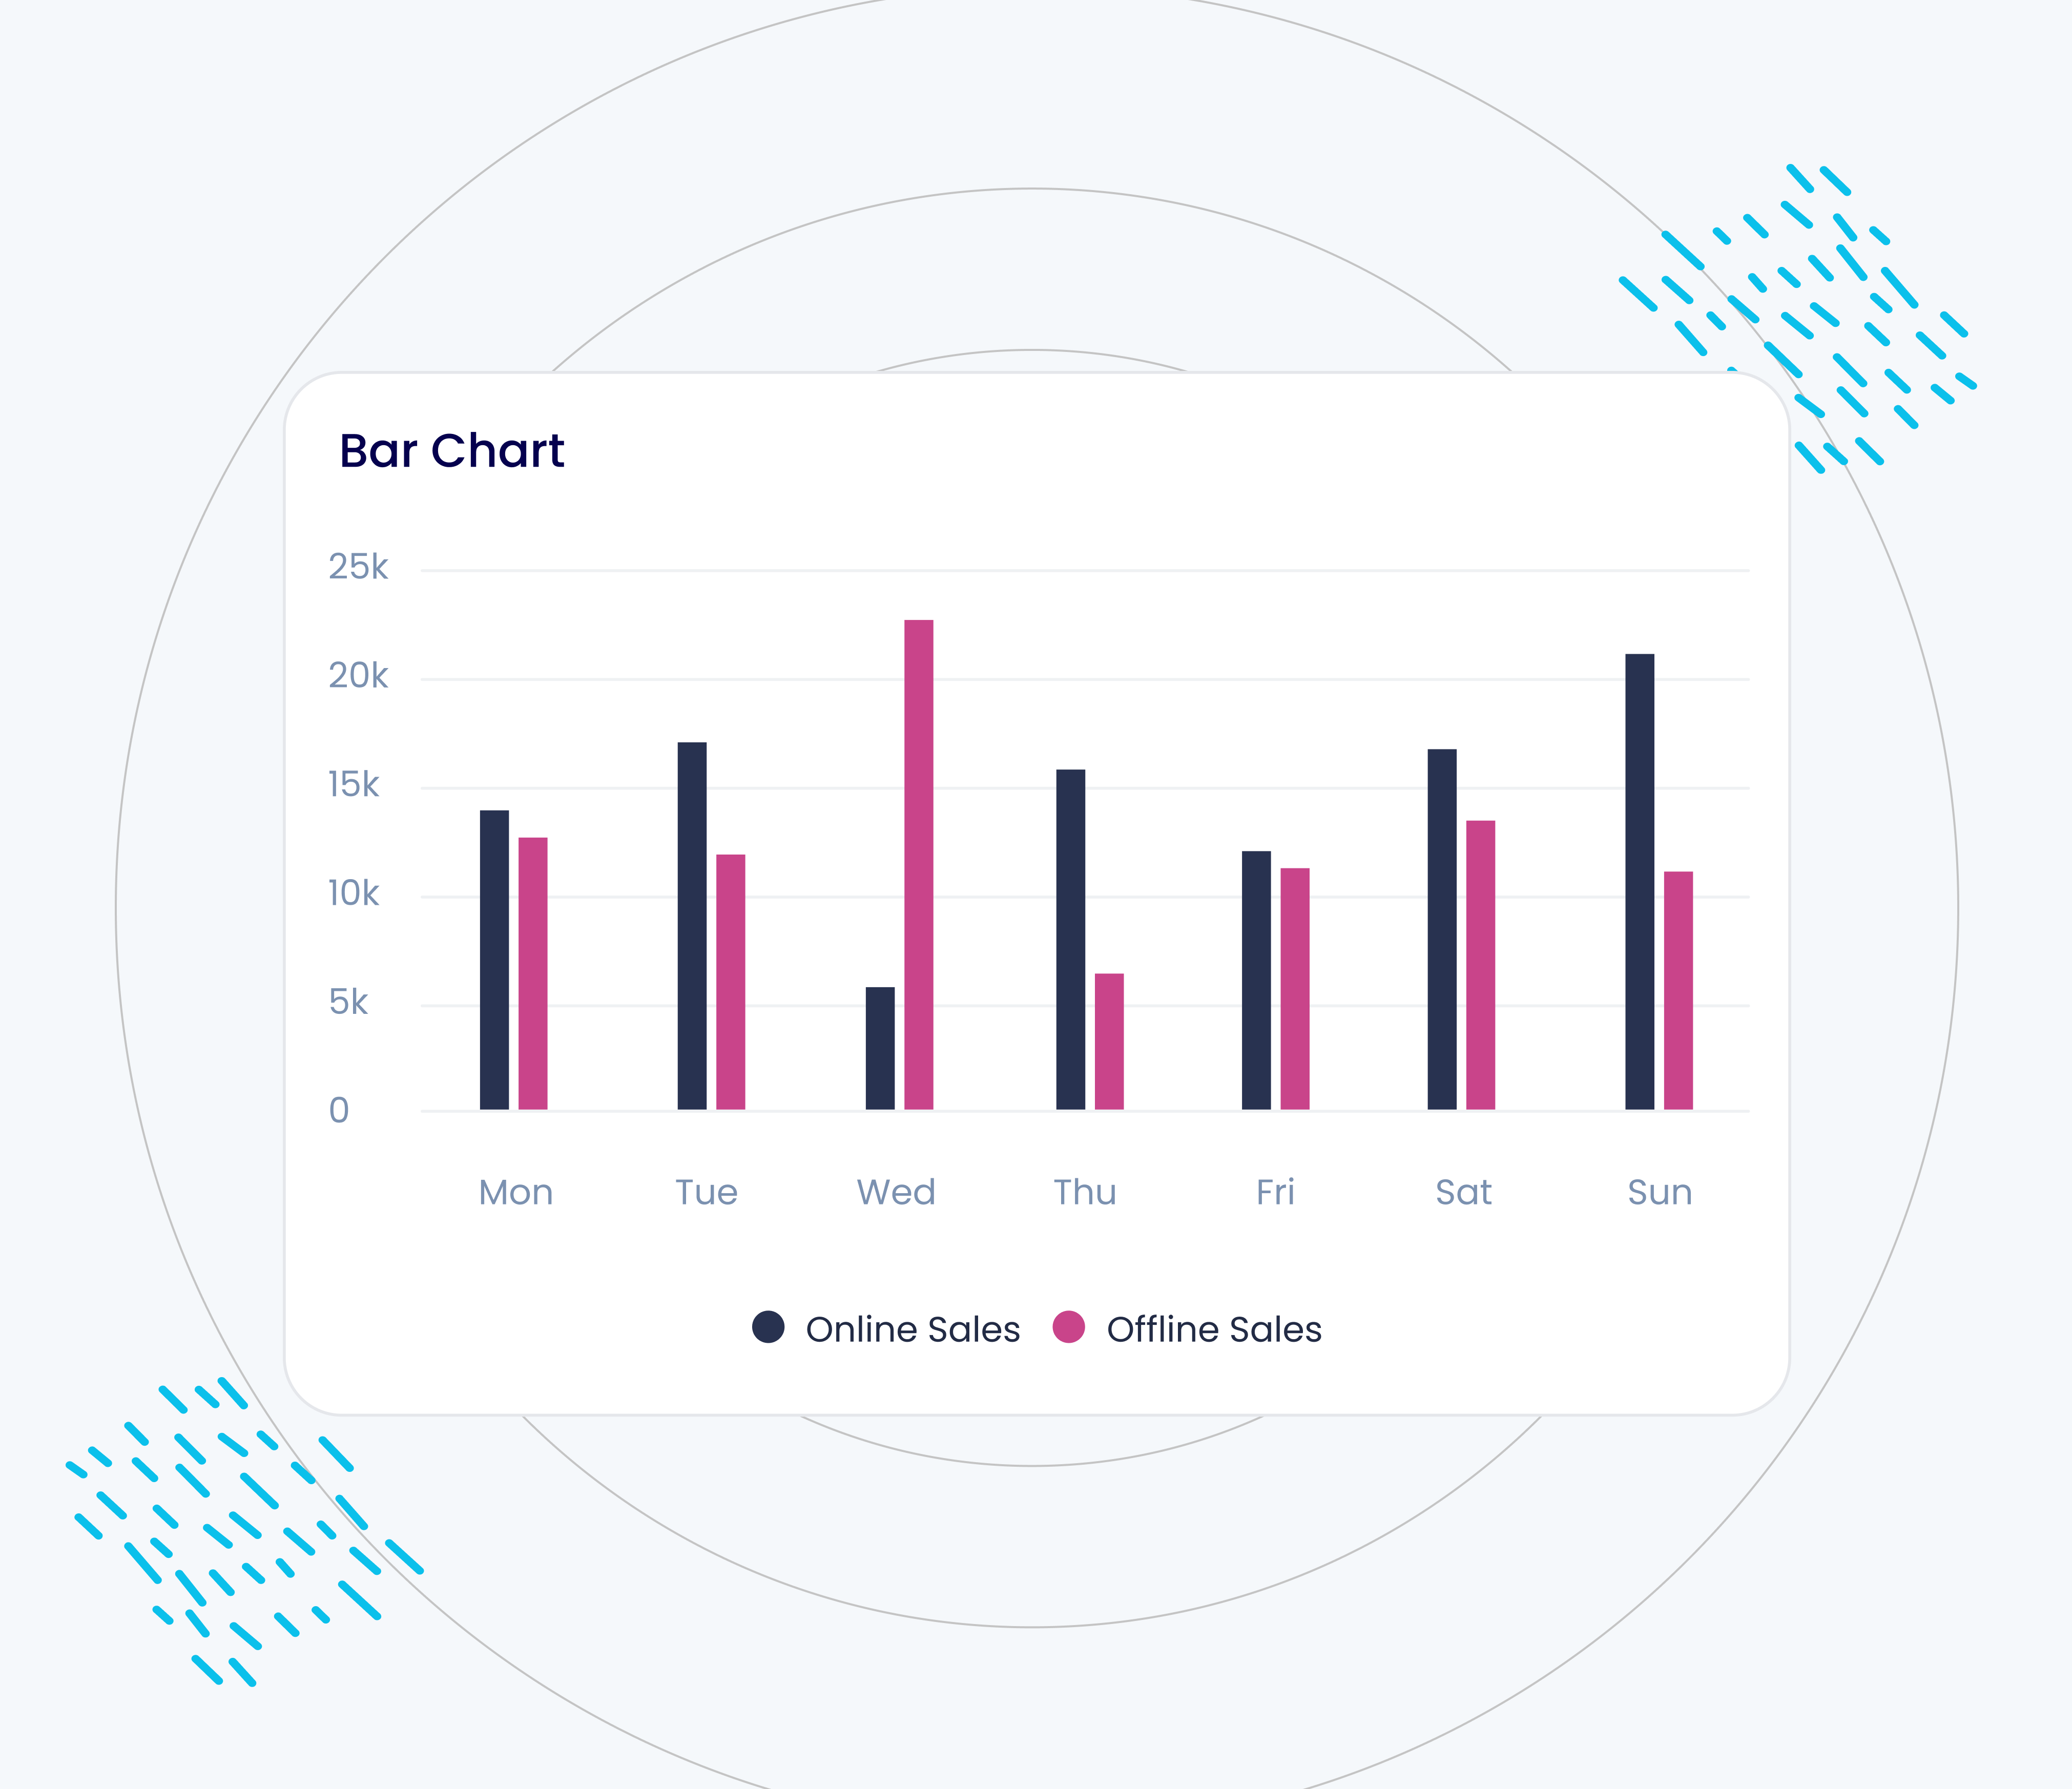 Bar Chart
25k
20k
15k
10k
5k
0
Mon Tue Wed Thu Fri Sat Sun
Online Sales Offline Sales